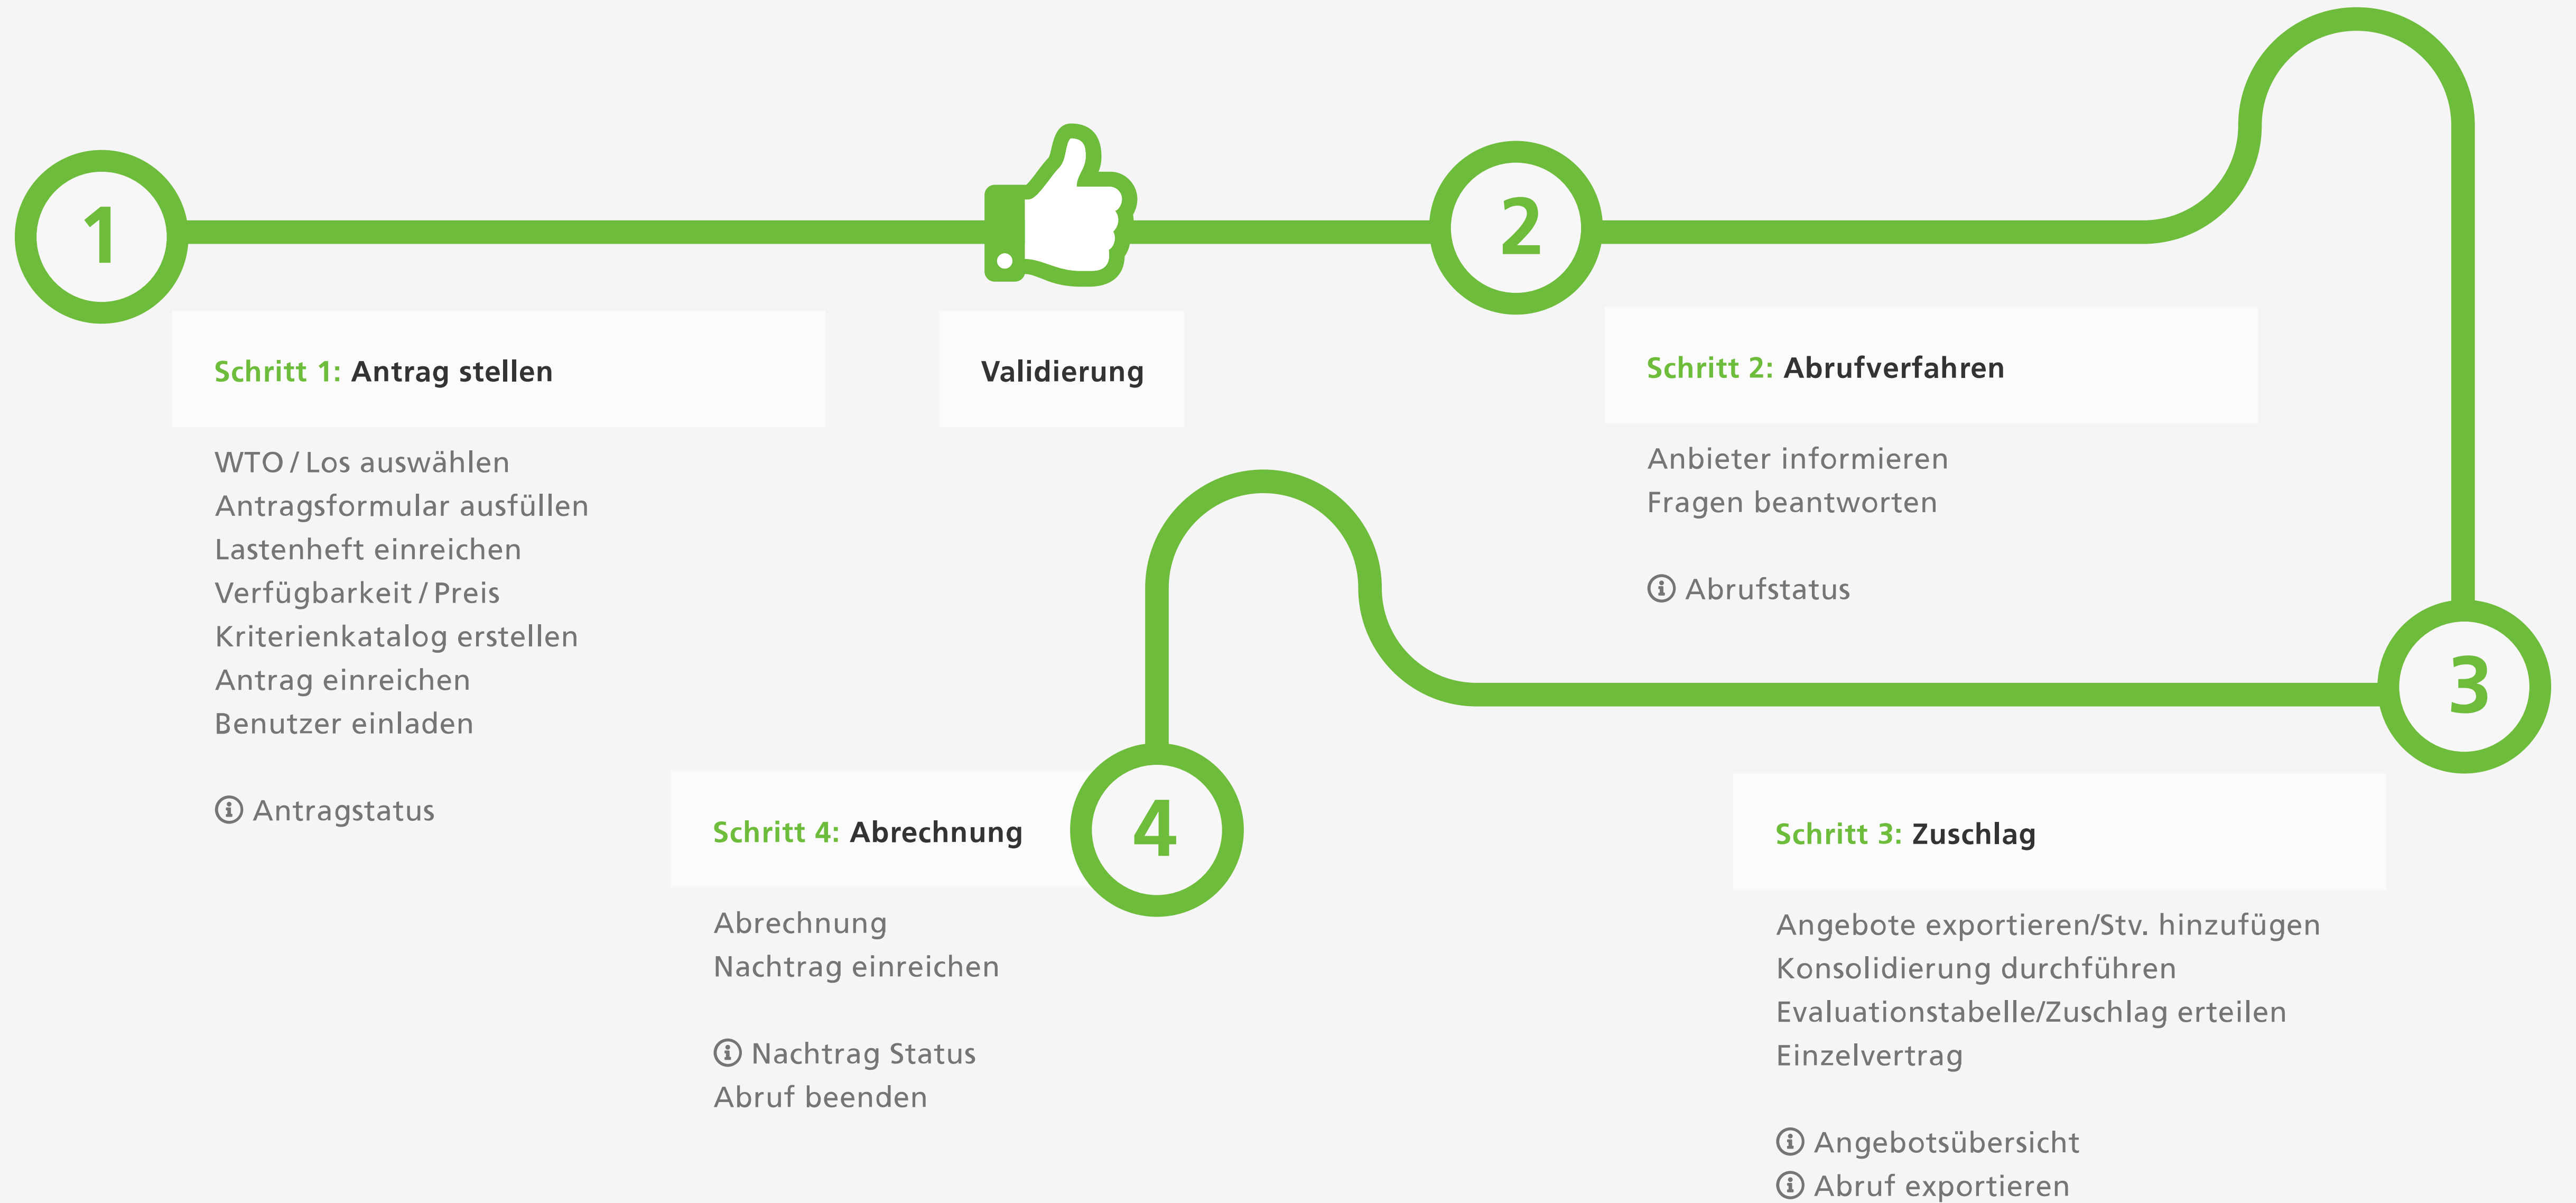 1
2
3
4
Schritt 1: Antrag stellen
WTO / Los auswählen
Antragsformular ausfüllen
Lastenheft einreichen
Verfügbarkeit / Preis
Kriterienkatalog erstellen
Antrag einreichen
Benutzer einladen
Antragstatus
Validierung
Schritt 2: Abrufverfahren
Anbieter informieren
Fragen beantworten
Abrufstatus
Schritt 3: Zuschlag
Angebote exportieren/Stv. hinzufügen
Konsolidierung durchführen
Evaluationstabelle/Zuschlag erteilen
Einzelvertrag
Angebotsübersicht
Abruf exportieren
Schritt 4: Abrechnung
Abrechnung
Nachtrag einreichen
Nachtrag Status
Abruf beenden